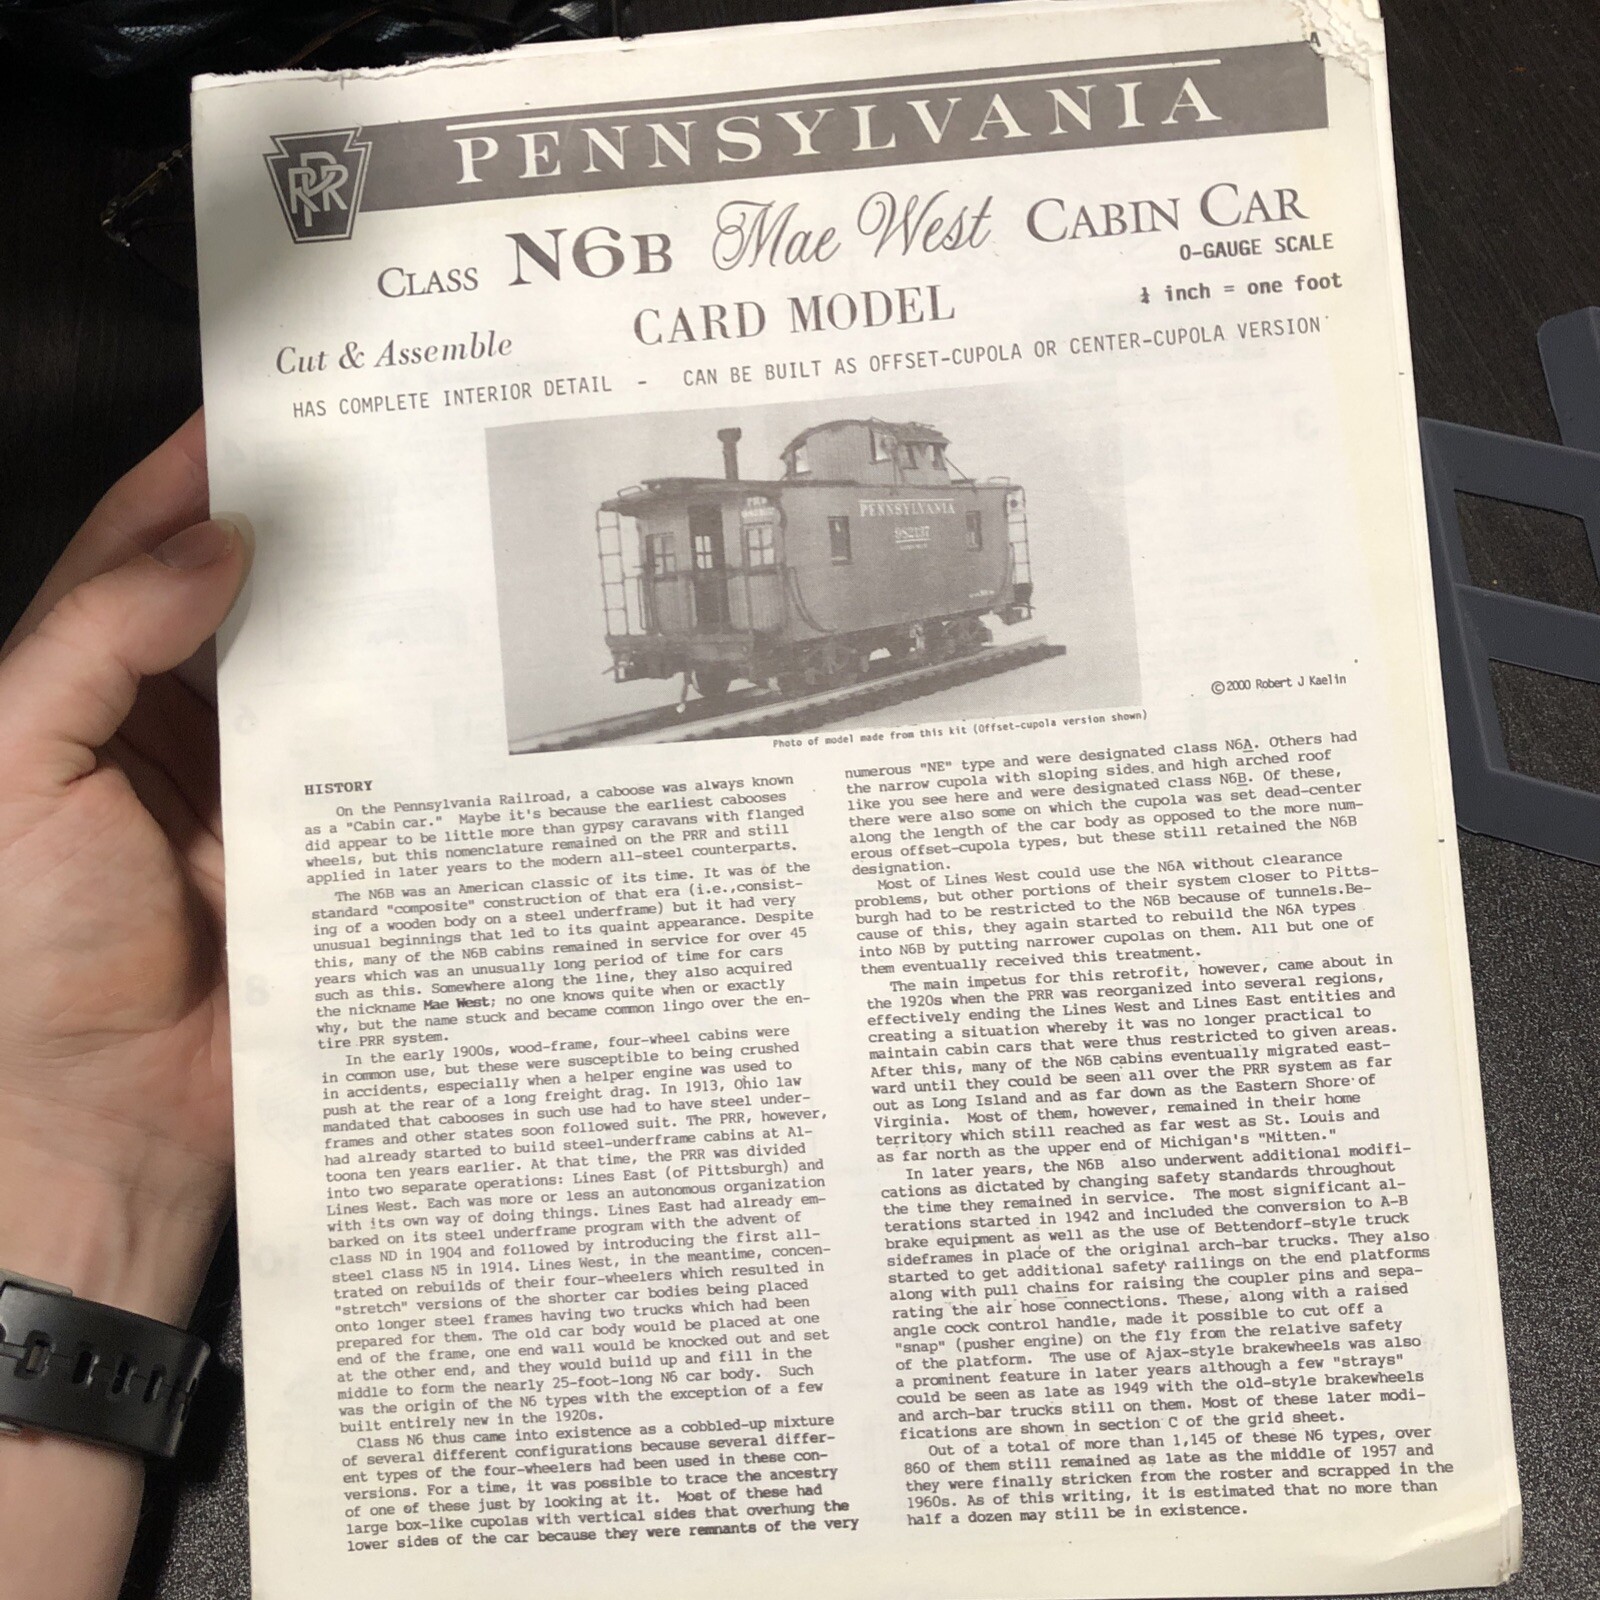 PRR
PENNSYLVANIA
CLASS N6B Mae West CABIN CAR
O-GAUGE SCALE
¼ inch = one foot
Cut & Assemble
CARD MODEL
HAS COMPLETE INTERIOR DETAIL - CAN BE BUILT AS OFFSET-CUPOLA OR CENTER-CUPOLA VERSION
PENNSYLVANIA
982137
©2000 Robert J Kaelin
Photo of model made from this kit (Offset-cupola version shown)
HISTORY
On the Pennsylvania Railroad, a caboose was always known
as a "Cabin car." Maybe it's because the earliest cabooses
did appear to be little more than gypsy caravans with flanged
wheels, but this nomenclature remained on the PRR and still
applied in later years to the modern all-steel counterparts.
The N6B was an American classic of its time. It was of the
standard "composite" construction of that era (i.e.,consist-
ing of a wooden body on a steel underframe) but it had very
unusual beginnings that led to its quaint appearance. Despite
this, many of the N6B cabins remained in service for over 45
years which was an unusually long period of time for cars
such as this. Somewhere along the line, they also acquired
the nickname Mae West; no one knows quite when or exactly
why, but the name stuck and became common lingo over the en-
tire PRR system.
In the early 1900s, wood-frame, four-wheel cabins were
in common use, but these were susceptible to being crushed
in accidents, especially when a helper engine was used to
push at the rear of a long freight drag. In 1913, Ohio law
mandated that cabooses in such use had to have steel under-
frames and other states soon followed suit. The PRR, however,
had already started to build steel-underframe cabins at Al-
toona ten years earlier. At that time, the PRR was divided
into two separate operations: Lines East (of Pittsburgh) and
Lines West. Each was more or less an autonomous organization
with its own way of doing things. Lines East had already em-
barked on its steel underframe program with the advent of
class ND in 1904 and followed by introducing the first all-
steel class N5 in 1914. Lines West, in the meantime, concen-
trated on rebuilds of their four-wheelers which resulted in
"stretch" versions of the shorter car bodies being placed
onto longer steel frames having two trucks which had been
prepared for them. The old car body would be placed at one
end of the frame, one end wall would be knocked out and set
at the other end, and they would build up and fill in the
middle to form the nearly 25-foot-long N6 car body. Such
was the origin of the N6 types with the exception of a few
built entirely new in the 1920s.
Class N6 thus came into existence as a cobbled-up mixture
of several different configurations because several differ-
ent types of the four-wheelers had been used in these con-
versions. For a time, it was possible to trace the ancestry
of one of these just by looking at it. Most of these had
large box-like cupolas with vertical sides that overhung the
lower sides of the car because they were remnants of the very
numerous "NE" type and were designated class N6A. Others had
the narrow cupola with sloping sides and high arched roof
like you see here and were designated class N6B. Of these,
there were also some on which the cupola was set dead-center
along the length of the car body as opposed to the more num-
erous offset-cupola types, but these still retained the N6B
designation.
Most of Lines West could use the N6A without clearance
problems, but other portions of their system closer to Pitts-
burgh had to be restricted to the N6B because of tunnels.Be-
cause of this, they again started to rebuild the N6A types
into N6B by putting narrower cupolas on them. All but one of
them eventually received this treatment.
The main impetus for this retrofit, however, came about in
the 1920s when the PRR was reorganized into several regions,
effectively ending the Lines West and Lines East entities and
creating a situation whereby it was no longer practical to
maintain cabin cars that were thus restricted to given areas.
After this, many of the N6B cabins eventually migrated east-
ward until they could be seen all over the PRR system as far
out as Long Island and as far down as the Eastern Shore of
Virginia. Most of them, however, remained in their home
territory which still reached as far west as St. Louis and
as far north as the upper end of Michigan's "Mitten."
In later years, the N6B also underwent additional modifi-
cations as dictated by changing safety standards throughout
the time they remained in service. The most significant al-
terations started in 1942 and included the conversion to A-B
brake equipment as well as the use of Bettendorf-style truck
sideframes in place of the original arch-bar trucks. They also
started to get additional safety railings on the end platforms
along with pull chains for raising the coupler pins and sepa-
rating the air hose connections. These, along with a raised
angle cock control handle, made it possible to cut off a
"snap" (pusher engine) on the fly from the relative safety
of the platform. The use of Ajax-style brakewheels was also
a prominent feature in later years although a few "strays"
could be seen as late as 1949 with the old-style brakewheels
and arch-bar trucks still on them. Most of these later modi-
fications are shown in section C of the grid sheet.
Out of a total of more than 1,145 of these N6 types, over
860 of them still remained as late as the middle of 1957 and
they were finally stricken from the roster and scrapped in the
1960s. As of this writing, it is estimated that no more than
half a dozen may still be in existence.